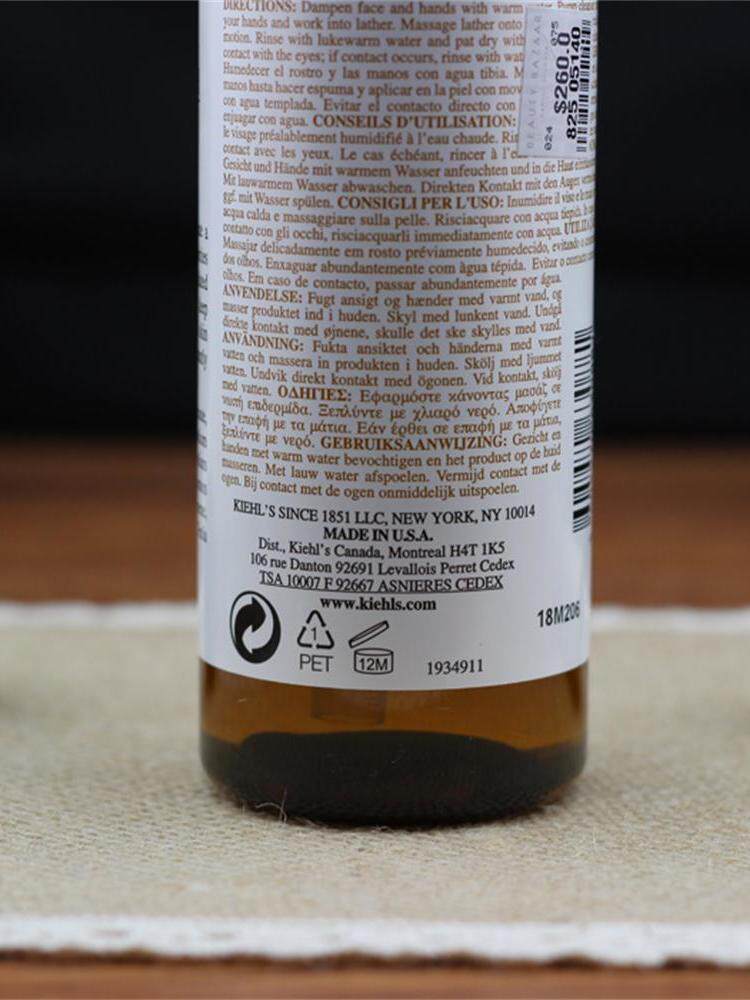 DIRECTIONS: Dampen face and hands with warm
your hands and work into lather. Massage lather onto
motion. Rinse with lukewarm water and pat dry with
contact with the eyes; if contact occurs, rinse with wat
Humedecer el rostro y las manos con agua tibia. M
manos hasta hacer espuma y aplicar en la piel con mov
con agua templada. Evitar el contacto directo con
enjuagar con agua. CONSEILS D'UTILISATION:
le visage préalablement humidifié à l'eau chaude. Rin
contact avec les yeux. Le cas échéant, rincer à l'e
Gesicht und Hände mit warmem Wasser anfeuchten und in die Haut
Mit lauwarmem Wasser abwaschen. Direkten Kontakt mit den Augen
ggf. mit Wasser spülen. CONSIGLI PER L'USO: Inumidire il viso e
acqua calda e massaggiare sulla pelle. Risciacquare con acqua tiepida.
contatto con gli occhi, risciacquarli immediatamente con acqua. UTILIZA
Massajar delicadamente em rosto préviamente humedecido, evitando o
dos olhos. Enxaguar abundantemente com àgua tépida. Evitar o contacto
olhos. Em caso de contacto, passar abundantemente por água.
ANVENDELSE: Fugt ansigt og hænder med varmt vand, og
masser produktet ind i huden. Skyl med lunkent vand. Undgå
direkte kontakt med øjnene, skulle det ske skylles med vand.
ANVÄNDNING: Fukta ansiktet och händerna med varmt
vatten och massera in produkten i huden. Skölj med ljummet
vatten. Undvik direkt kontakt med ögonen. Vid kontakt, skölj
med vatten. ΟΔΗΓΙΕΣ: Εφαρμόστε κάνοντας μασάζ σε
νωπή επιδερμίδα. Ξεπλύντε με χλιαρό νερό. Αποφύγετε
την επαφή με τα μάτια. Εάν έρθει σε επαφή με τα μάτια,
ξεπλύντε με νερό. GEBRUIKSAANWIJZING: Gezicht en
handen met warm water bevochtigen en het product op de huid
masseren. Met lauw water afspoelen. Vermijd contact met de
ogen. Bij contact met de ogen onmiddelijk uitspoelen.
KIEHL'S SINCE 1851 LLC, NEW YORK, NY 10014
MADE IN U.S.A.
Dist., Kiehl's Canada, Montreal H4T 1K5
106 rue Danton 92691 Levallois Perret Cedex
TSA 10007 F 92667 ASNIERES CEDEX
www.kiehls.com
1
PET
12M
1934911
18M206
BEAUTY BAZAAR
024
075
$260.0
825 05140